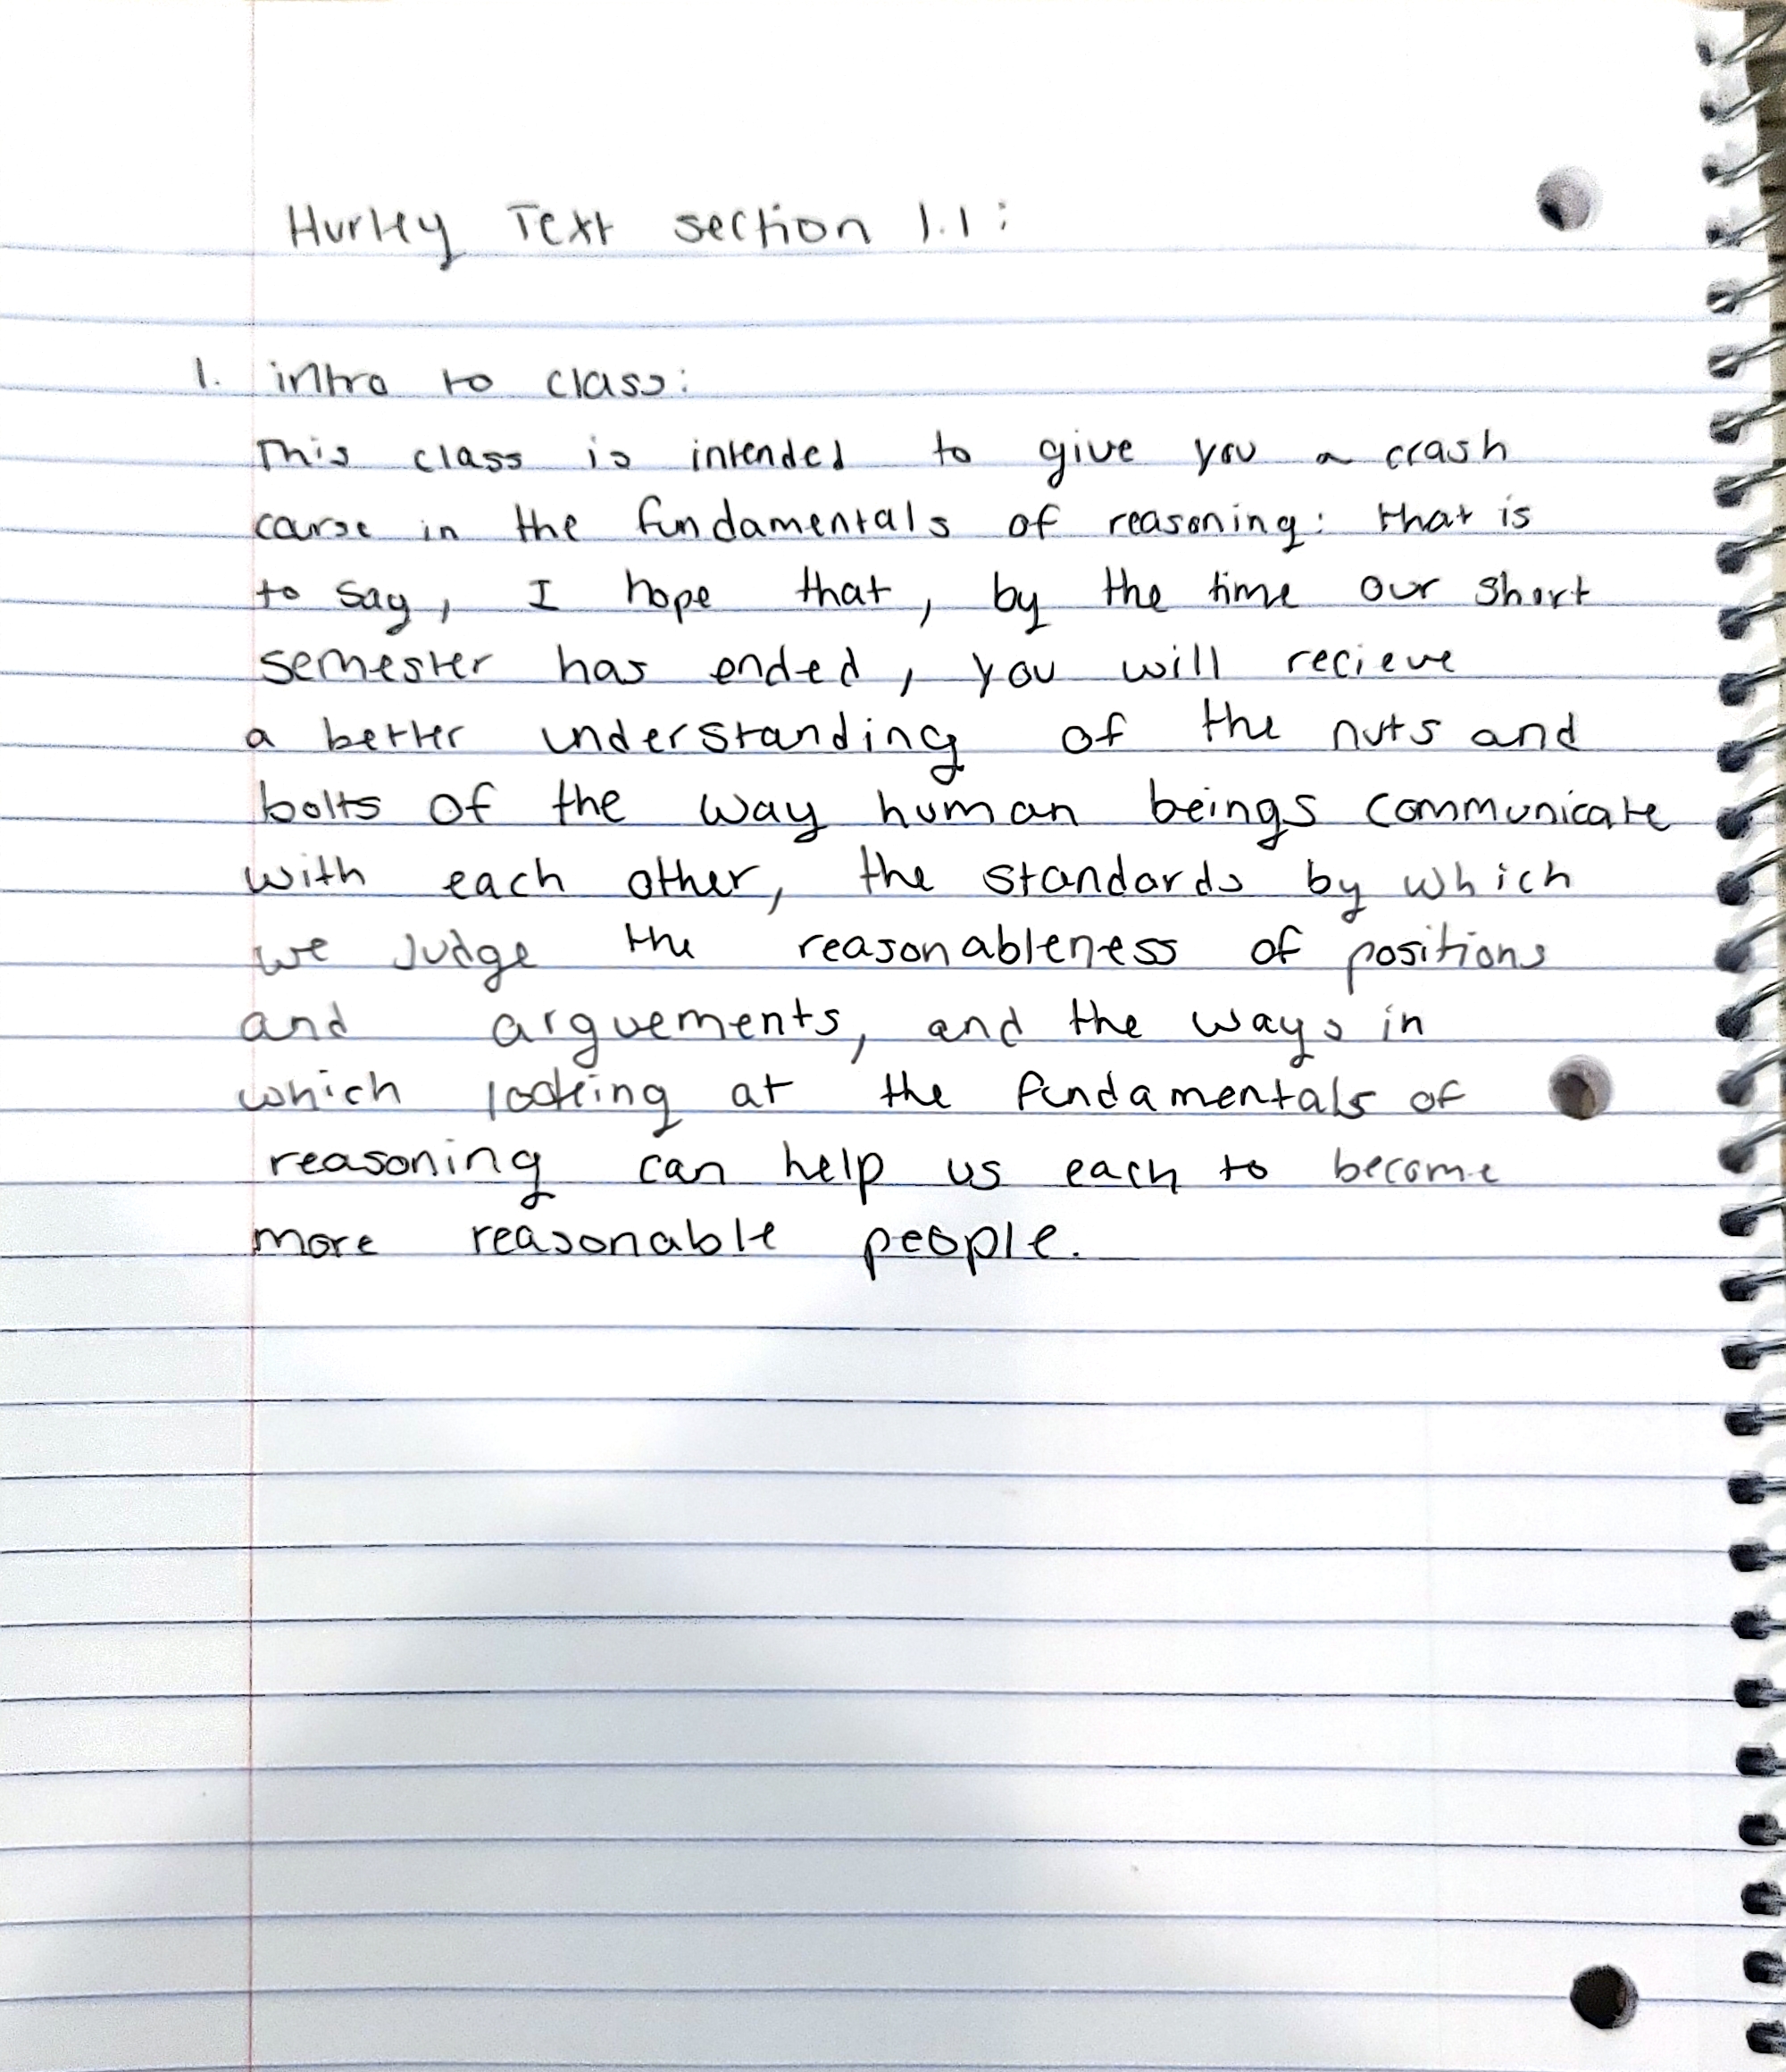 Hurley Text section 1.1:
1. intro to class:
This class is intended to give you a crash
carse in the fundamentals of reasoning: that is
to say, I hope that, by the time our short
semester has ended, you will recieve
a better understanding of the nuts and
bolts of the way human beings communicate
with each other, the standards by which
we Judge the reasonableness of positions
and arguements, and the ways in
which looking at the fundamentals of
reasoning can help us each to become
more reasonable people.